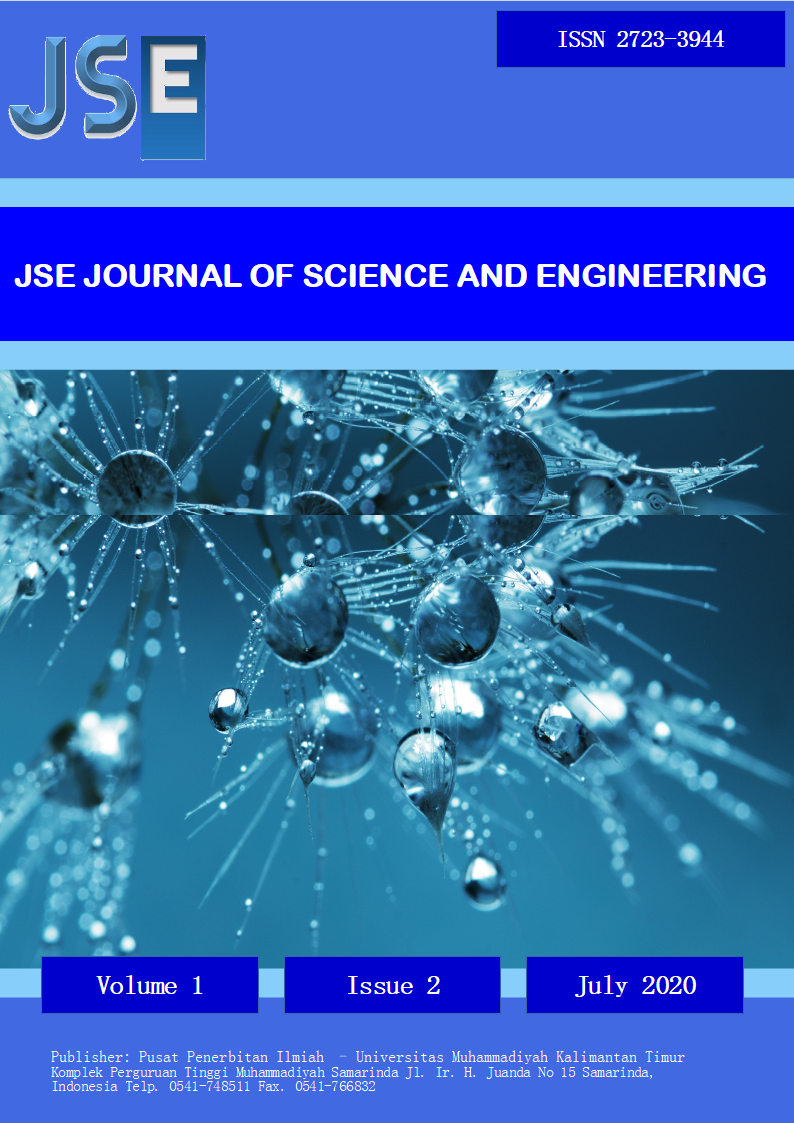 JSE
ISSN 2723-3944
JSE JOURNAL OF SCIENCE AND ENGINEERING
Volume 1
Issue 2
July 2020
Publisher: Pusat Penerbitan Ilmiah - Universitas Muhammadiyah Kalimantan Timur
Komplek Perguruan Tinggi Muhammadiyah Samarinda Jl. Ir. H. Juanda No 15 Samarinda,
Indonesia Telp. 0541-748511 Fax. 0541-766832